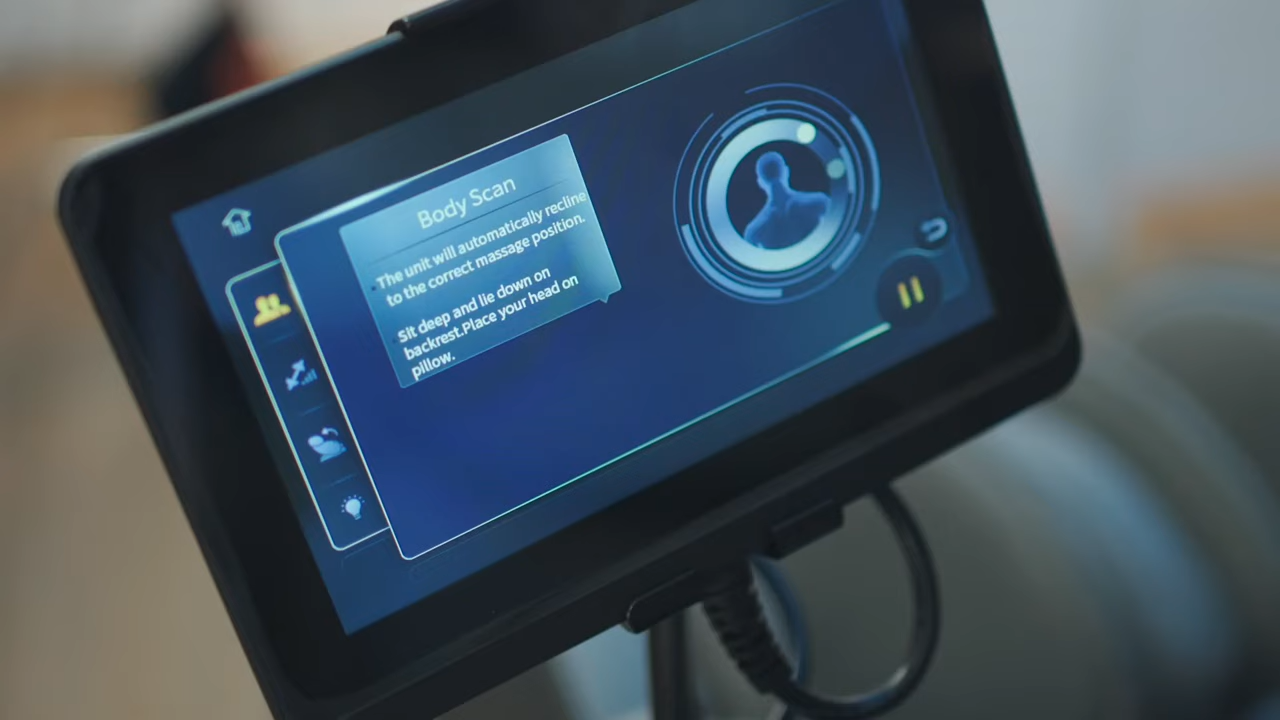 Body Scan
The unit will automatically recline
to the correct massage position.
Sit deep and lie down on
backrest.Place your head on
pillow.